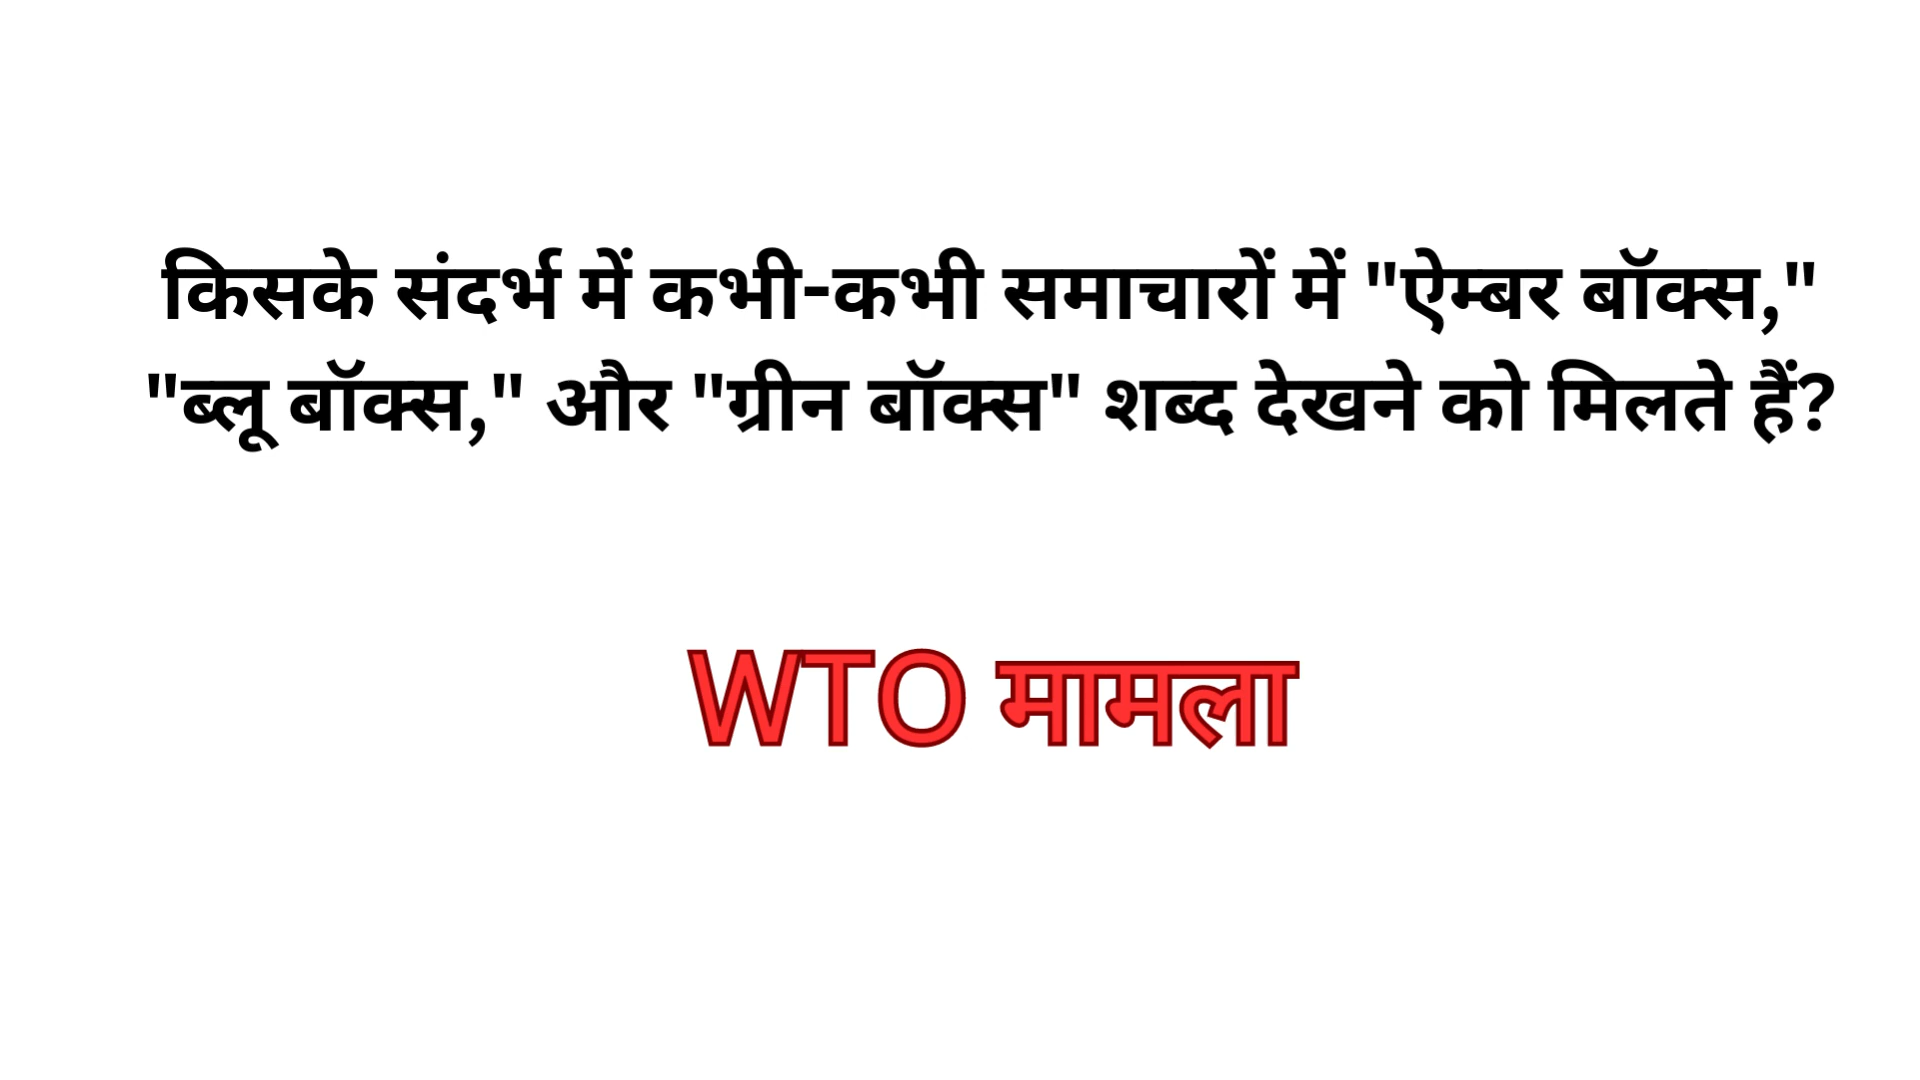 किसके संदर्भ में कभी-कभी समाचारों में "ऐम्बर बॉक्स,"
"ब्लू बॉक्स," और "ग्रीन बॉक्स" शब्द देखने को मिलते हैं?
WTO मामला